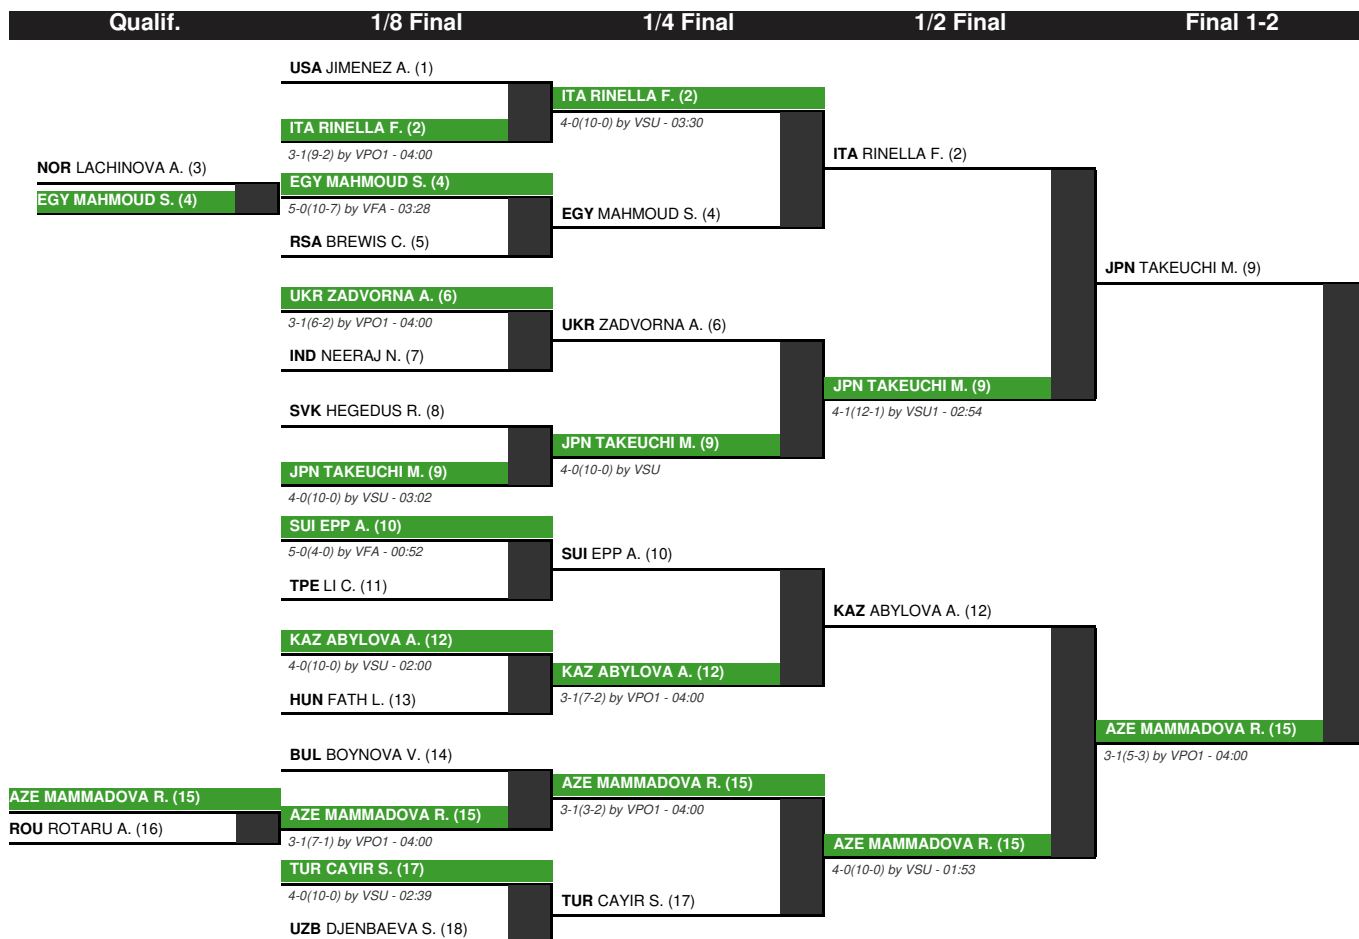 Qualif.
1/8 Final
1/4 Final
1/2 Final
Final 1-2
NOR LACHINOVA A. (3)
EGY MAHMOUD S. (4)
AZE MAMMADOVA R. (15)
ROU ROTARU A. (16)
USA JIMENEZ A. (1)
ITA RINELLA F. (2)
3-1(9-2) by VPO1 - 04:00
EGY MAHMOUD S. (4)
5-0(10-7) by VFA - 03:28
RSA BREWIS C. (5)
UKR ZADVORNA A. (6)
3-1(6-2) by VPO1 - 04:00
IND NEERAJ N. (7)
SVK HEGEDUS R. (8)
JPN TAKEUCHI M. (9)
4-0(10-0) by VSU - 03:02
SUI EPP A. (10)
5-0(4-0) by VFA - 00:52
TPE LI C. (11)
KAZ ABYLOVA A. (12)
4-0(10-0) by VSU - 02:00
HUN FATH L. (13)
BUL BOYNOVA V. (14)
AZE MAMMADOVA R. (15)
3-1(7-1) by VPO1 - 04:00
TUR CAYIR S. (17)
4-0(10-0) by VSU - 02:39
UZB DJENBAEVA S. (18)
ITA RINELLA F. (2)
4-0(10-0) by VSU - 03:30
EGY MAHMOUD S. (4)
UKR ZADVORNA A. (6)
JPN TAKEUCHI M. (9)
4-0(10-0) by VSU
SUI EPP A. (10)
KAZ ABYLOVA A. (12)
3-1(7-2) by VPO1 - 04:00
AZE MAMMADOVA R. (15)
3-1(3-2) by VPO1 - 04:00
TUR CAYIR S. (17)
ITA RINELLA F. (2)
JPN TAKEUCHI M. (9)
4-1(12-1) by VSU1 - 02:54
KAZ ABYLOVA A. (12)
AZE MAMMADOVA R. (15)
4-0(10-0) by VSU - 01:53
JPN TAKEUCHI M. (9)
AZE MAMMADOVA R. (15)
3-1(5-3) by VPO1 - 04:00